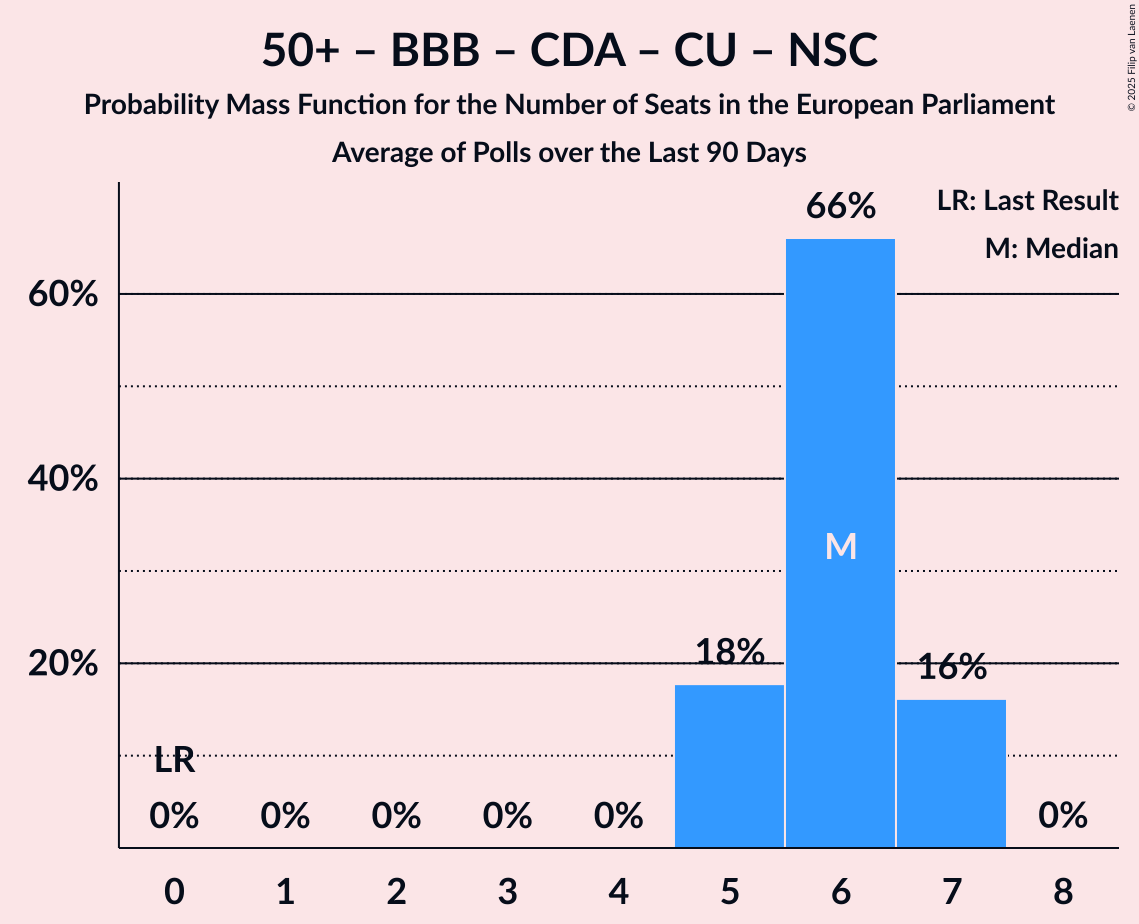 50+ – BBB – CDA – CU – NSC
Probability Mass Function for the Number of Seats in the European Parliament
Average of Polls over the Last 90 Days
© 2025 Filip van Laenen
LR: Last Result
M: Median
66%
60%
40%
M
18%
16%
20%
LR
0% 0% 0% 0% 0% 0%
0 1 2 3 4 5 6 7 8